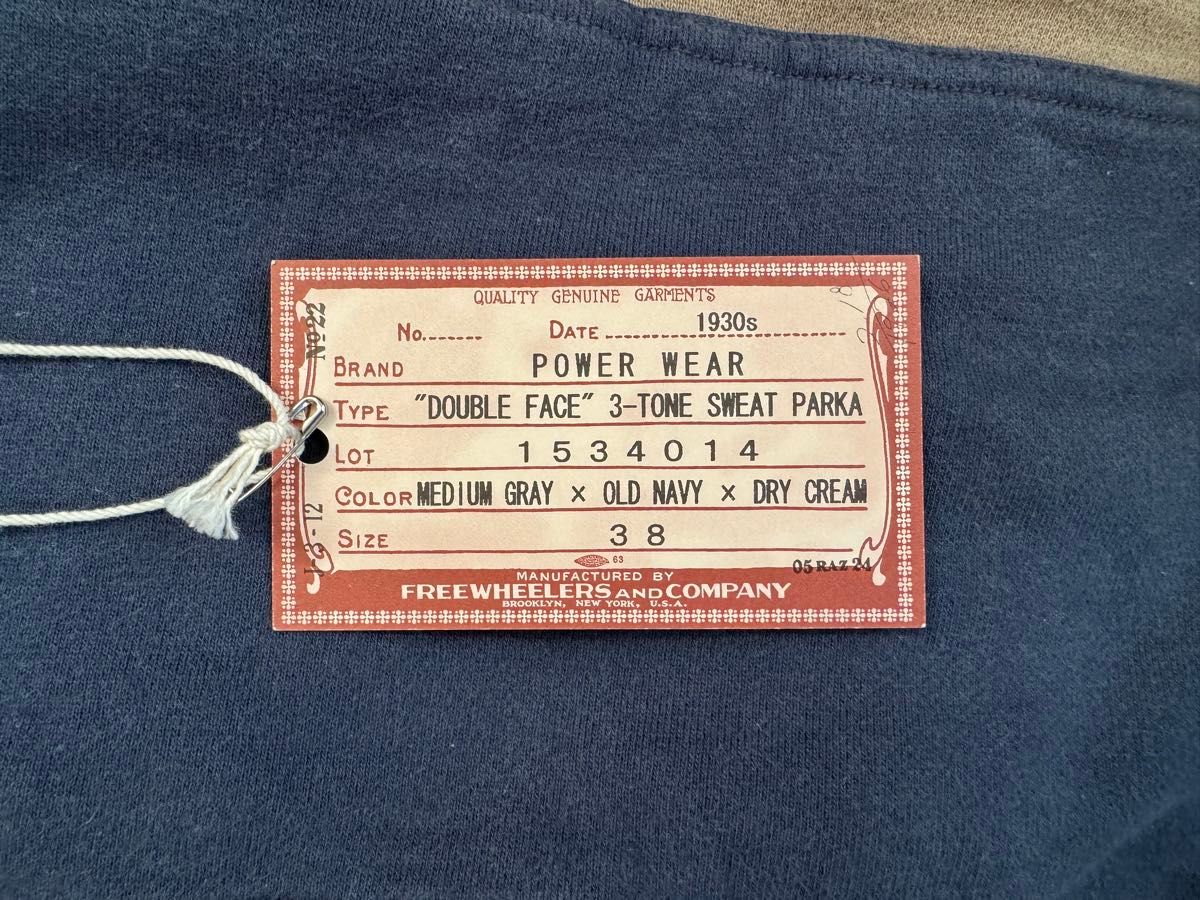 QUALITY GENUINE GARMENTS
No. DATE 1930s
BRAND POWER WEAR
TYPE "DOUBLE FACE" 3-TONE SWEAT PARKA
LOT 1534014
COLOR MEDIUM GRAY × OLD NAVY × DRY CREAM
SIZE 38
63
05 RAZ 24
MANUFACTURED BY
FREEWHEELERS AND COMPANY
BROOKLYN, NEW YORK, U.S.A.
No 22